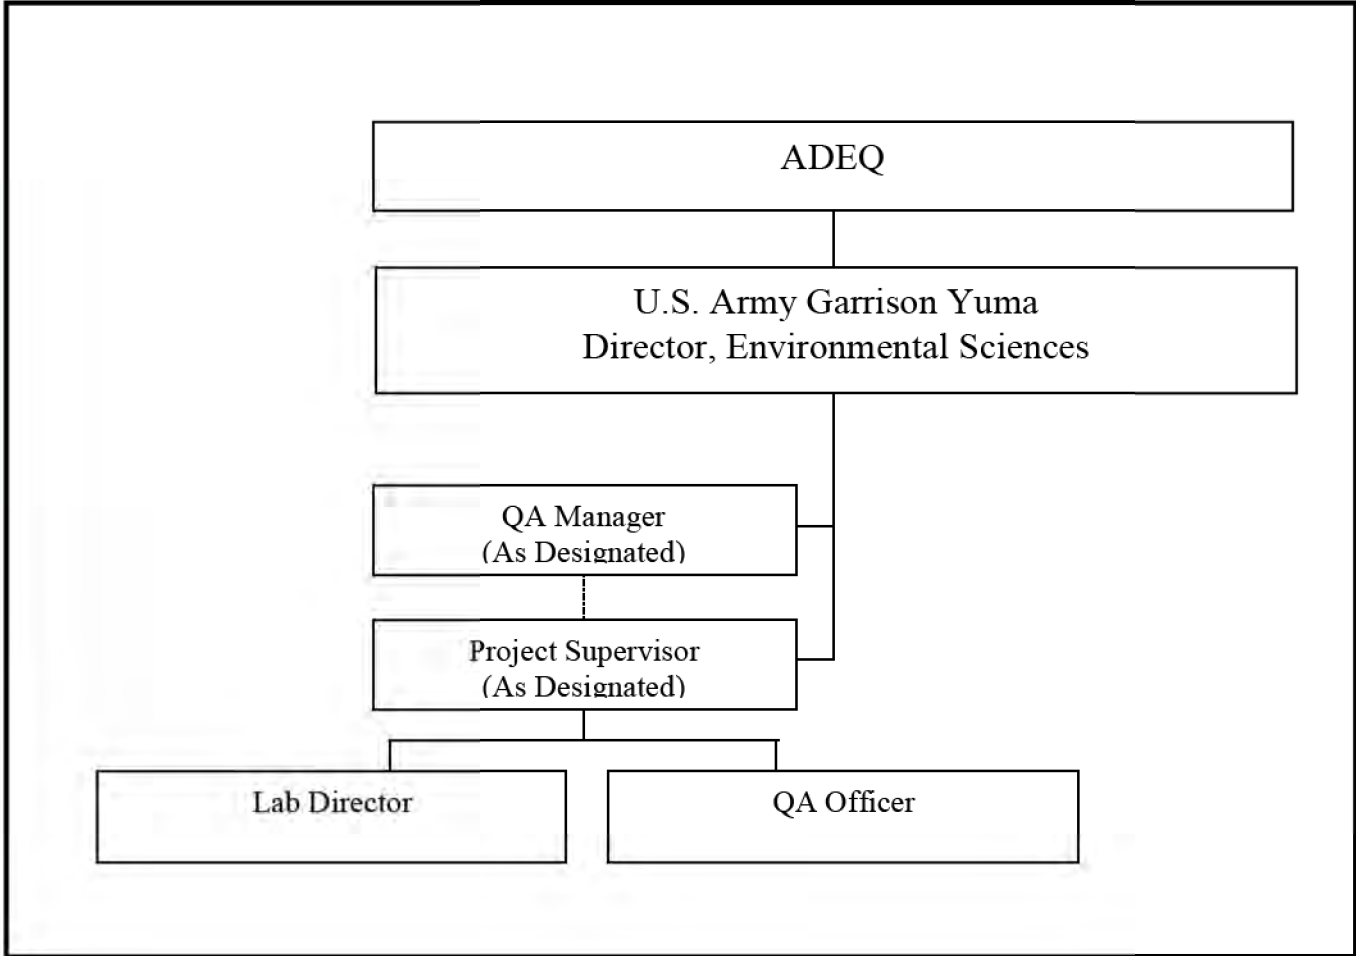 ADEQ
U.S. Army Garrison Yuma
Director, Environmental Sciences
QA Manager
(As Designated)
Project Supervisor
(As Designated)
Lab Director
QA Officer